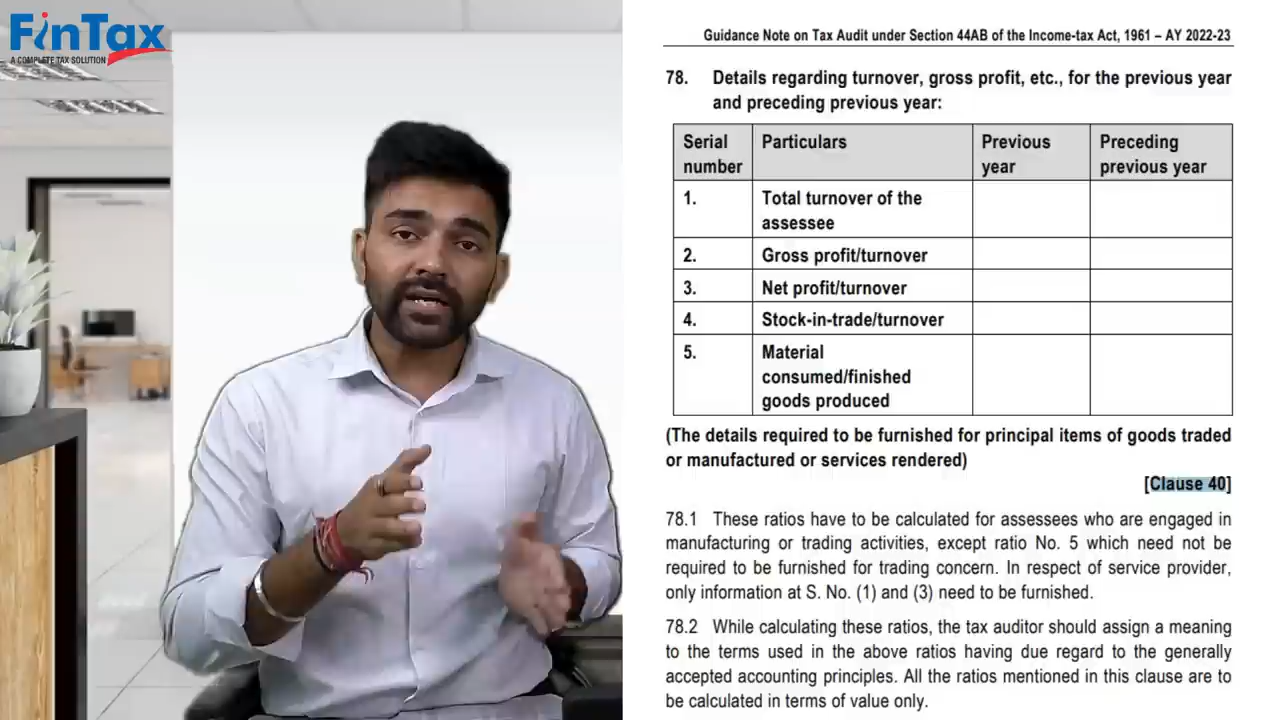 FinTax
A COMPLETE TAX SOLUTION
Guidance Note on Tax Audit under Section 44AB of the Income-tax Act, 1961 – AY 2022-23
78. Details regarding turnover, gross profit, etc., for the previous year
and preceding previous year:
Serial number Particulars Previous year Preceding previous year
1. Total turnover of the
assessee
2. Gross profit/turnover
3. Net profit/turnover
4. Stock-in-trade/turnover
5. Material
consumed/finished
goods produced
(The details required to be furnished for principal items of goods traded
or manufactured or services rendered)
[Clause 40]
78.1 These ratios have to be calculated for assessees who are engaged in
manufacturing or trading activities, except ratio No. 5 which need not be
required to be furnished for trading concern. In respect of service provider,
only information at S. No. (1) and (3) need to be furnished.
78.2 While calculating these ratios, the tax auditor should assign a meaning
to the terms used in the above ratios having due regard to the generally
accepted accounting principles. All the ratios mentioned in this clause are to
be calculated in terms of value only.